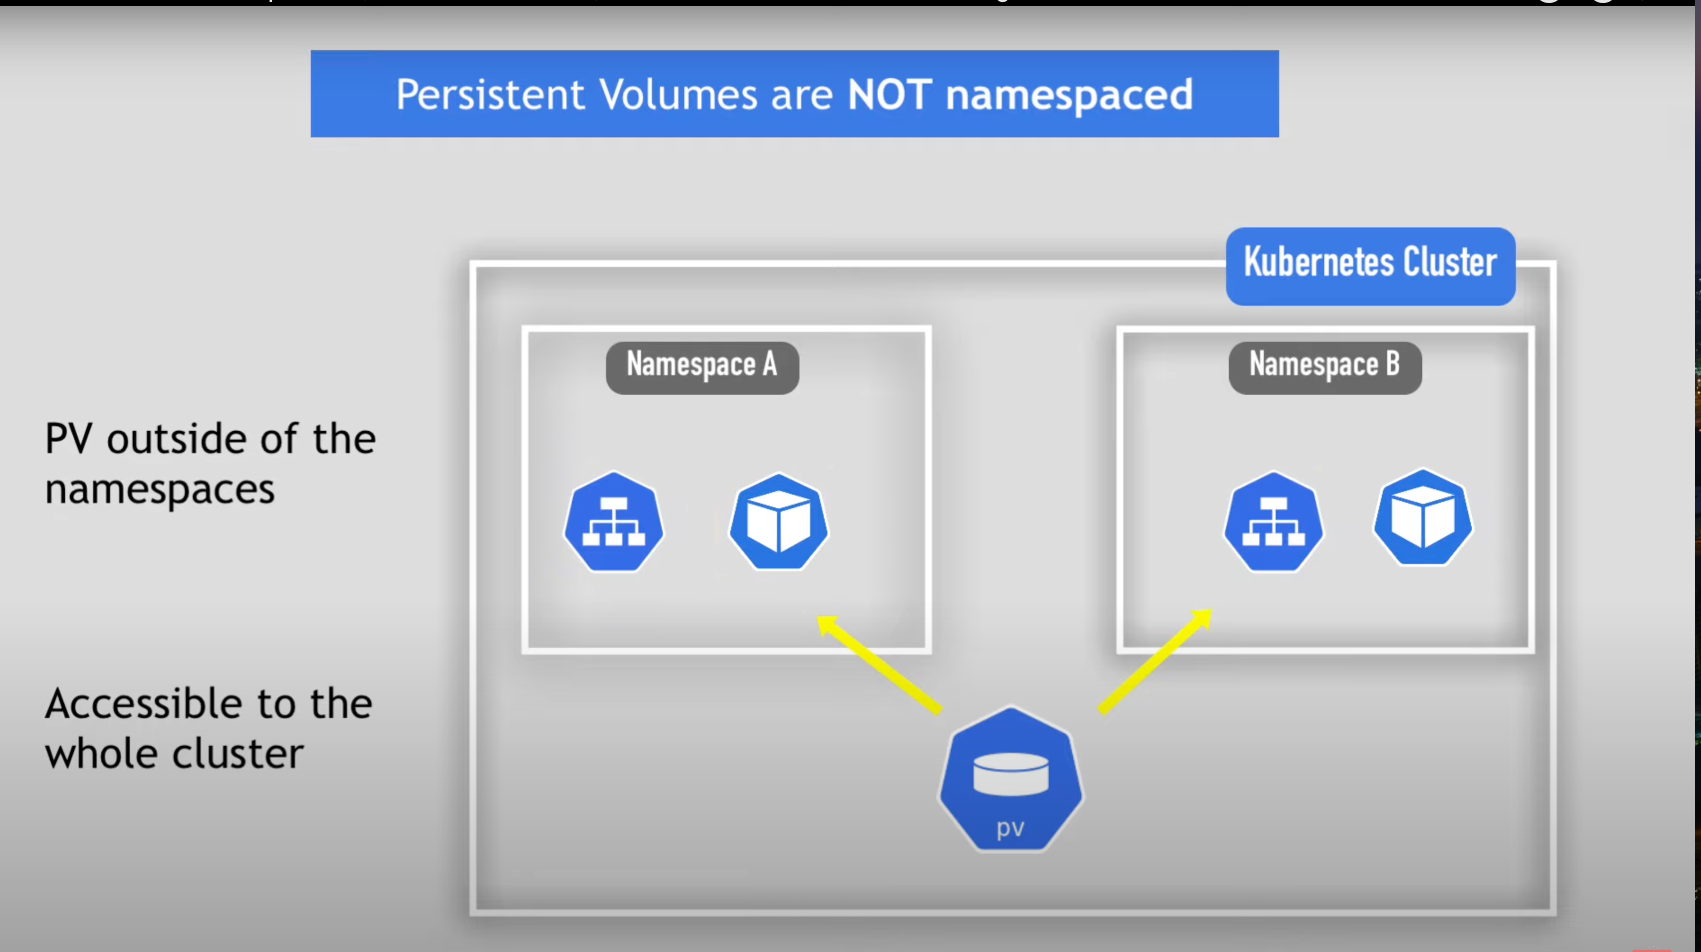 Persistent Volumes are NOT namespaced
Kubernetes Cluster
Namespace A
Namespace B
PV outside of the
namespaces
Accessible to the
whole cluster
pv